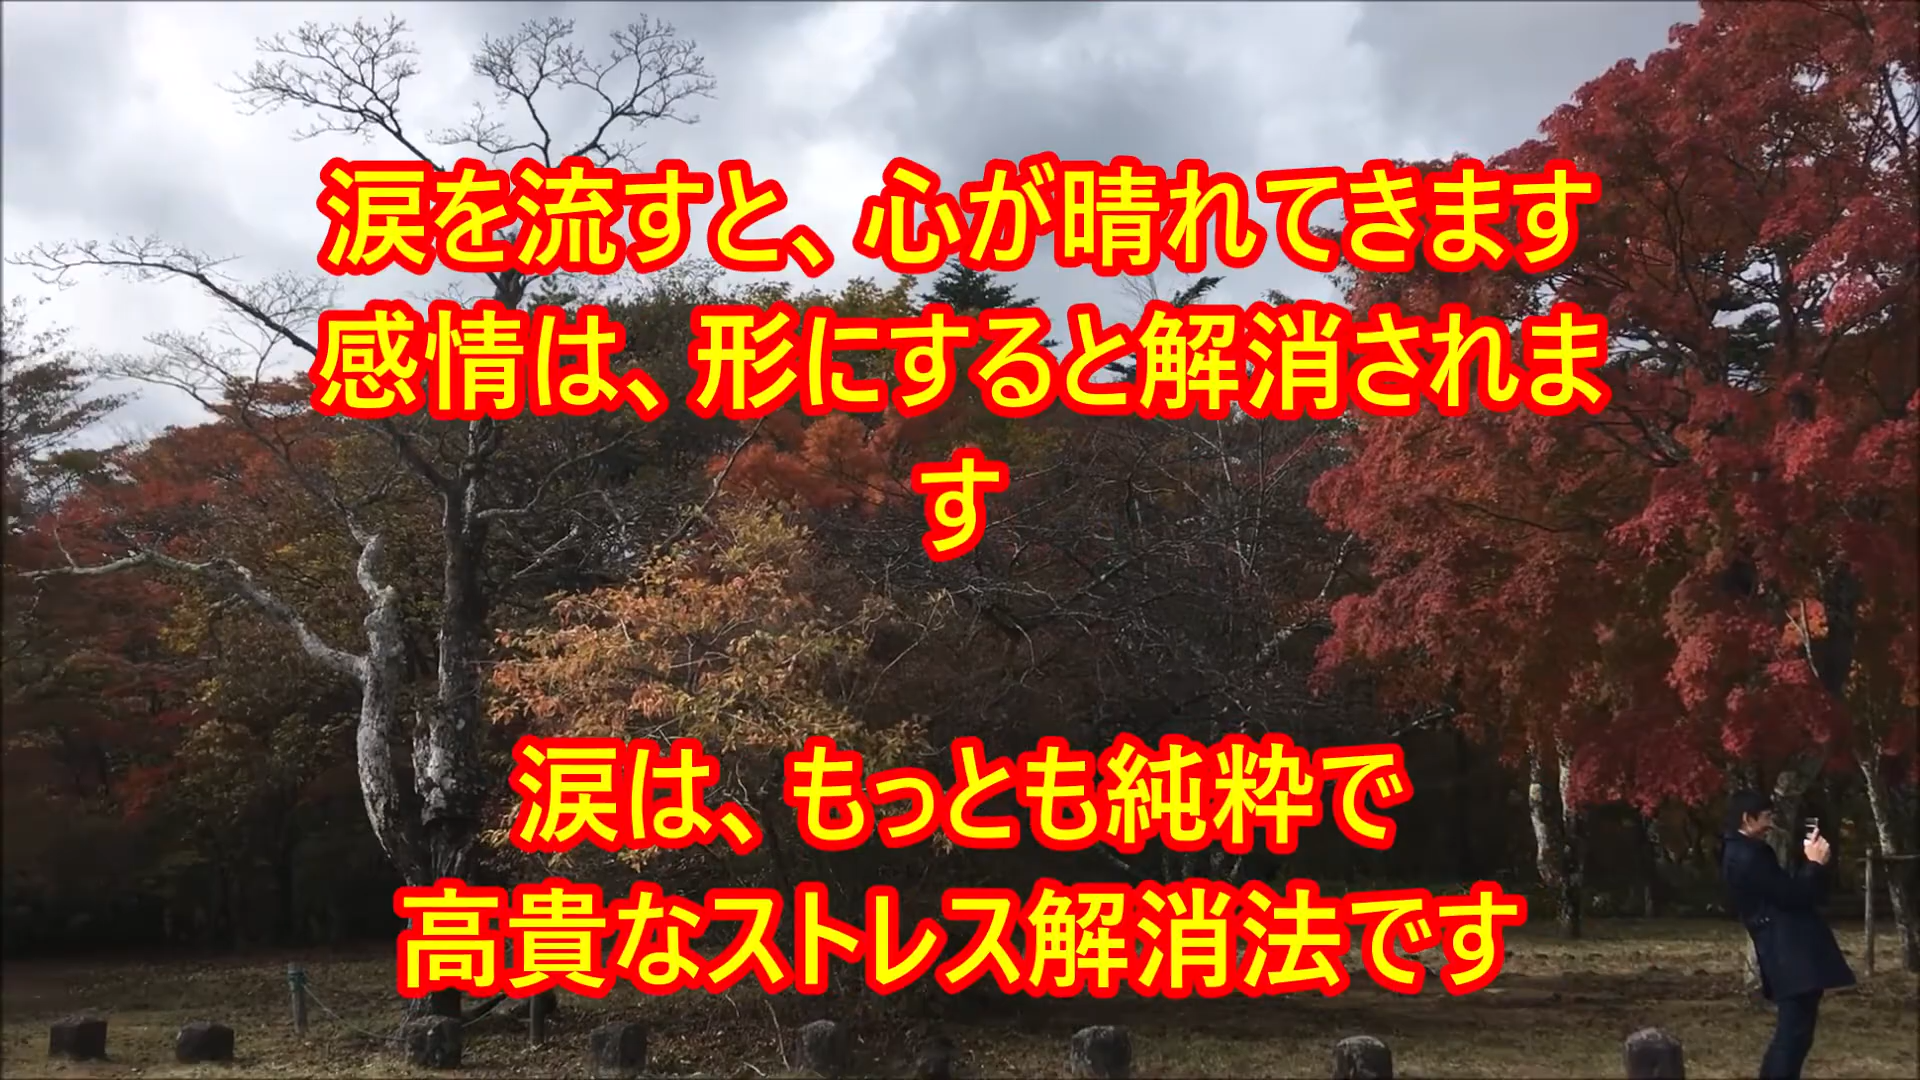 涙を流すと、心が晴れてきます
感情は、形にすると解消されま
す
涙は、もっとも純粋で
高貴なストレス解消法です